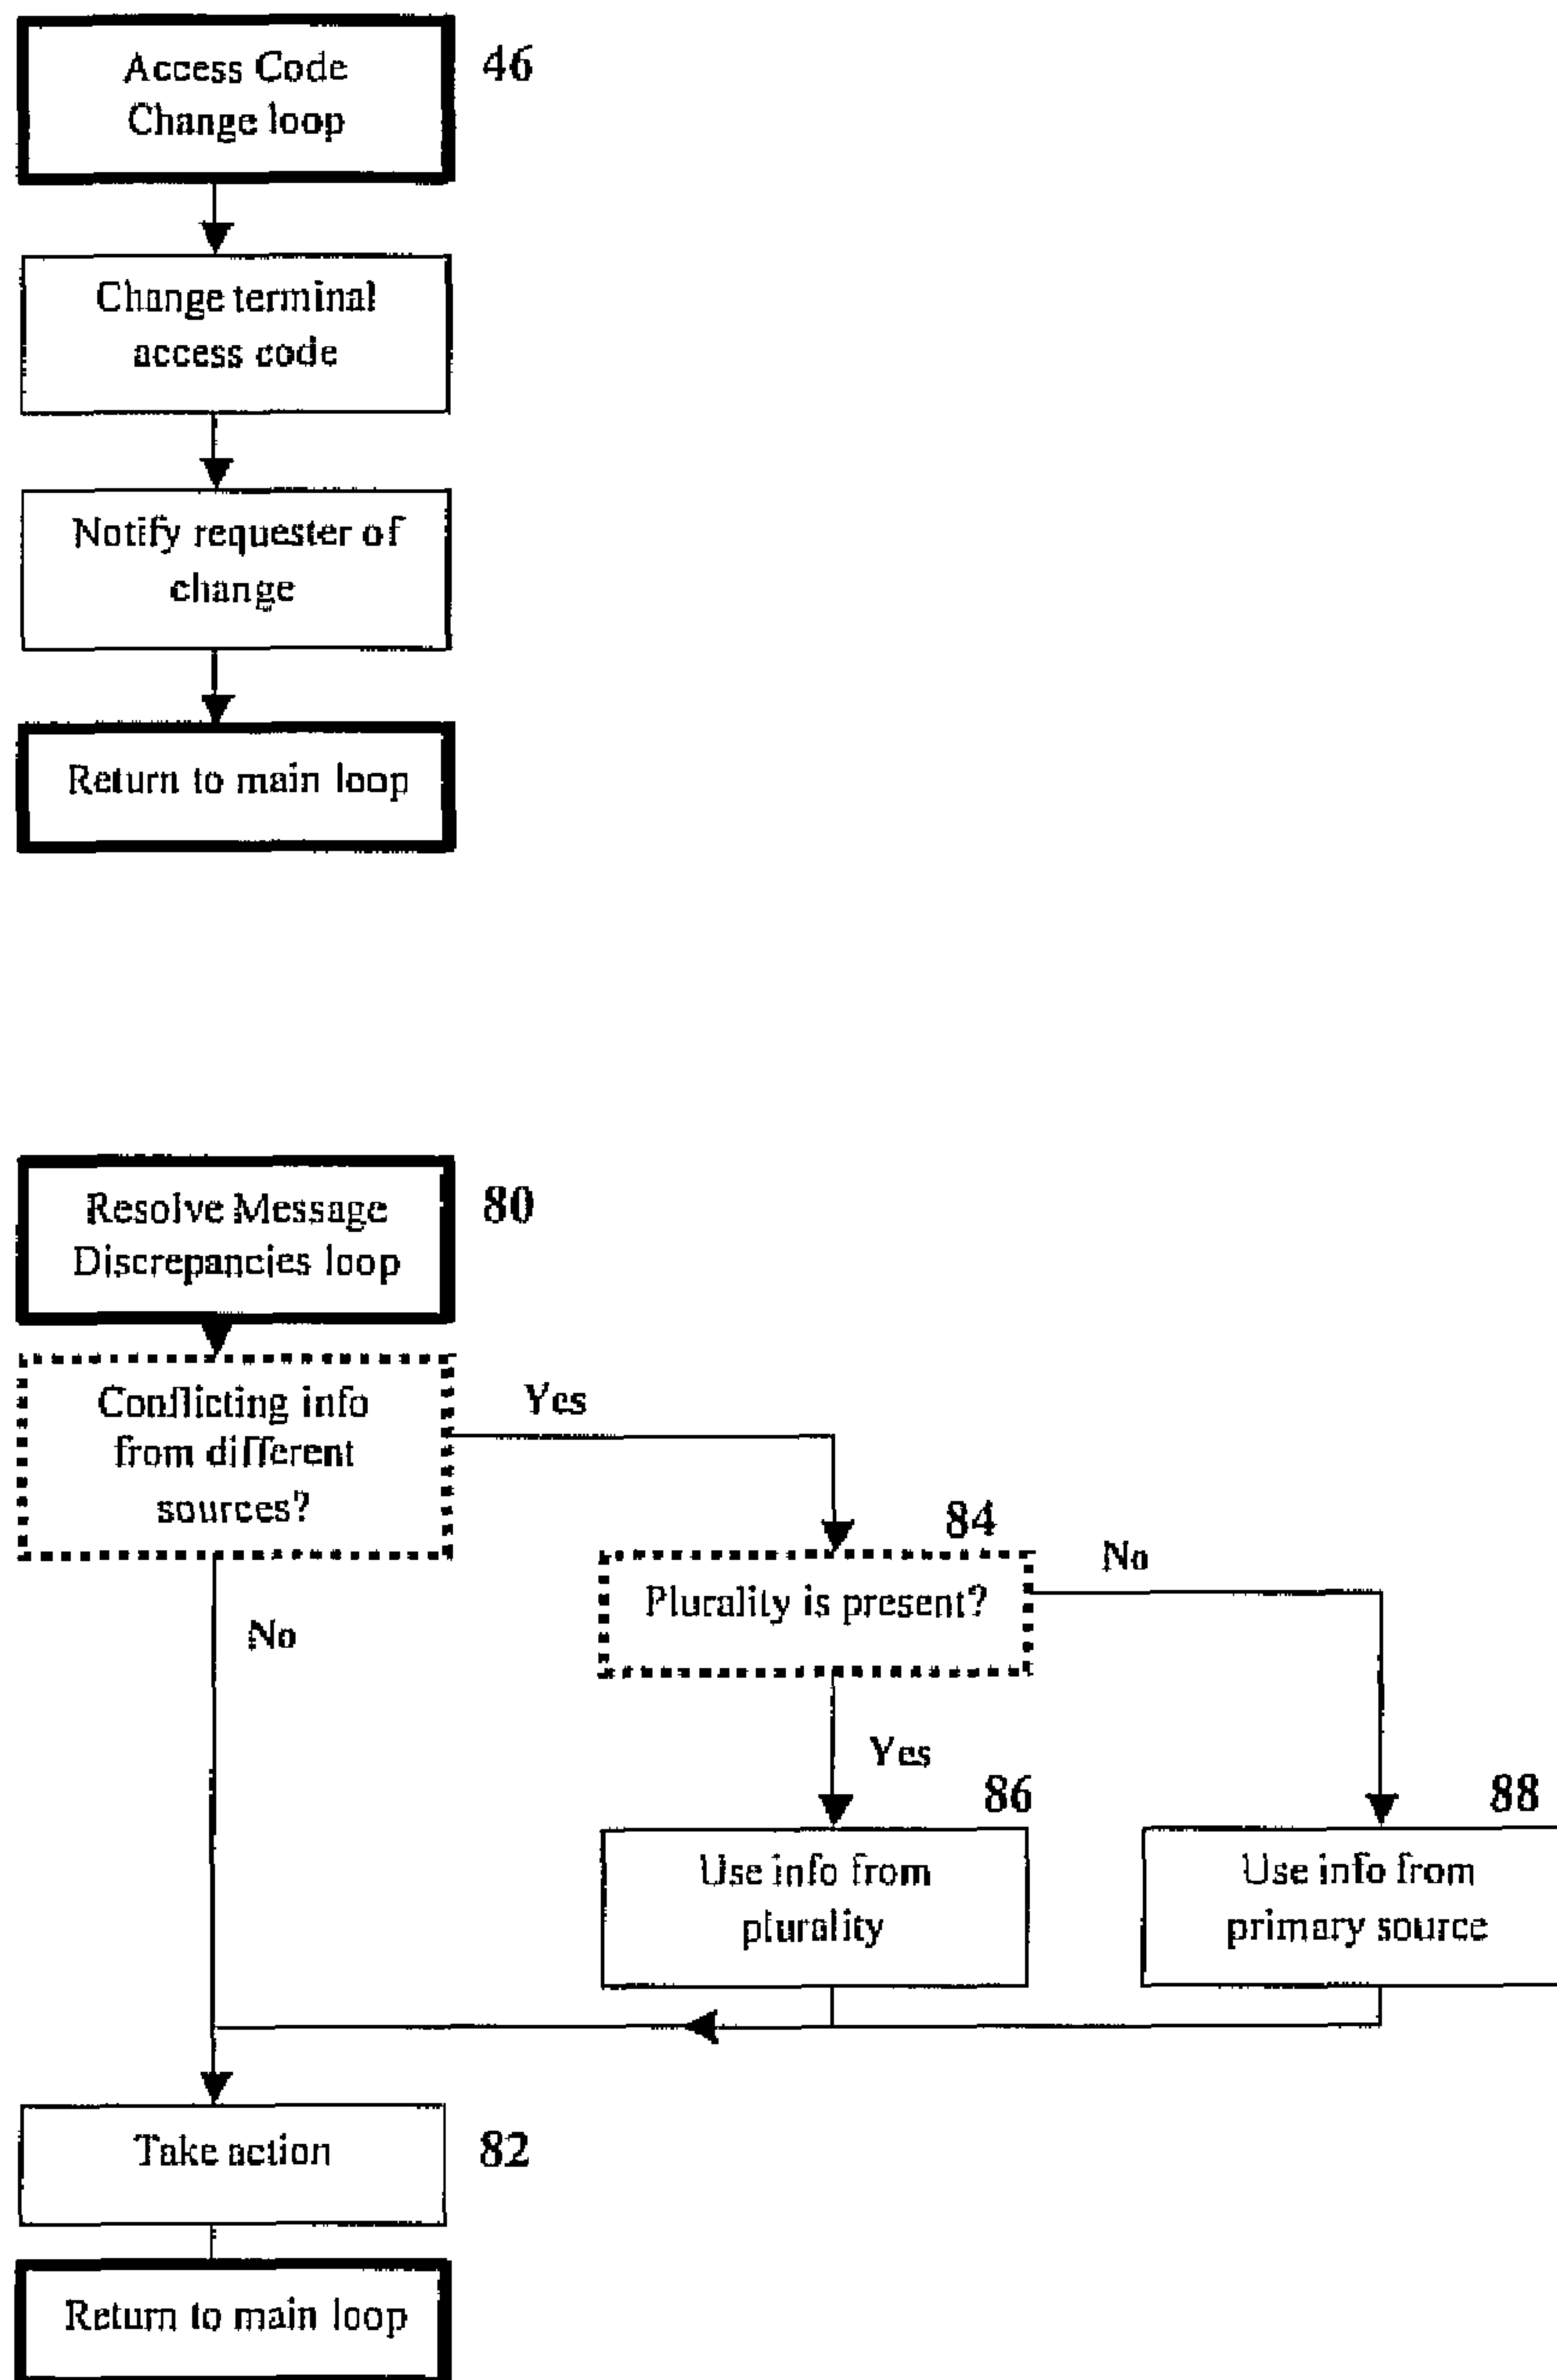 Access Code
Change loop
46
Change terminal
access code
Notify requester of
change
Return to main loop
Resolve Message
Discrepancies loop
80
Conflicting info
from different
sources?
Yes
No
84
Plurality is present?
No
Yes
86
Use info from
plurality
88
Use info from
primary source
Take action
82
Return to main loop